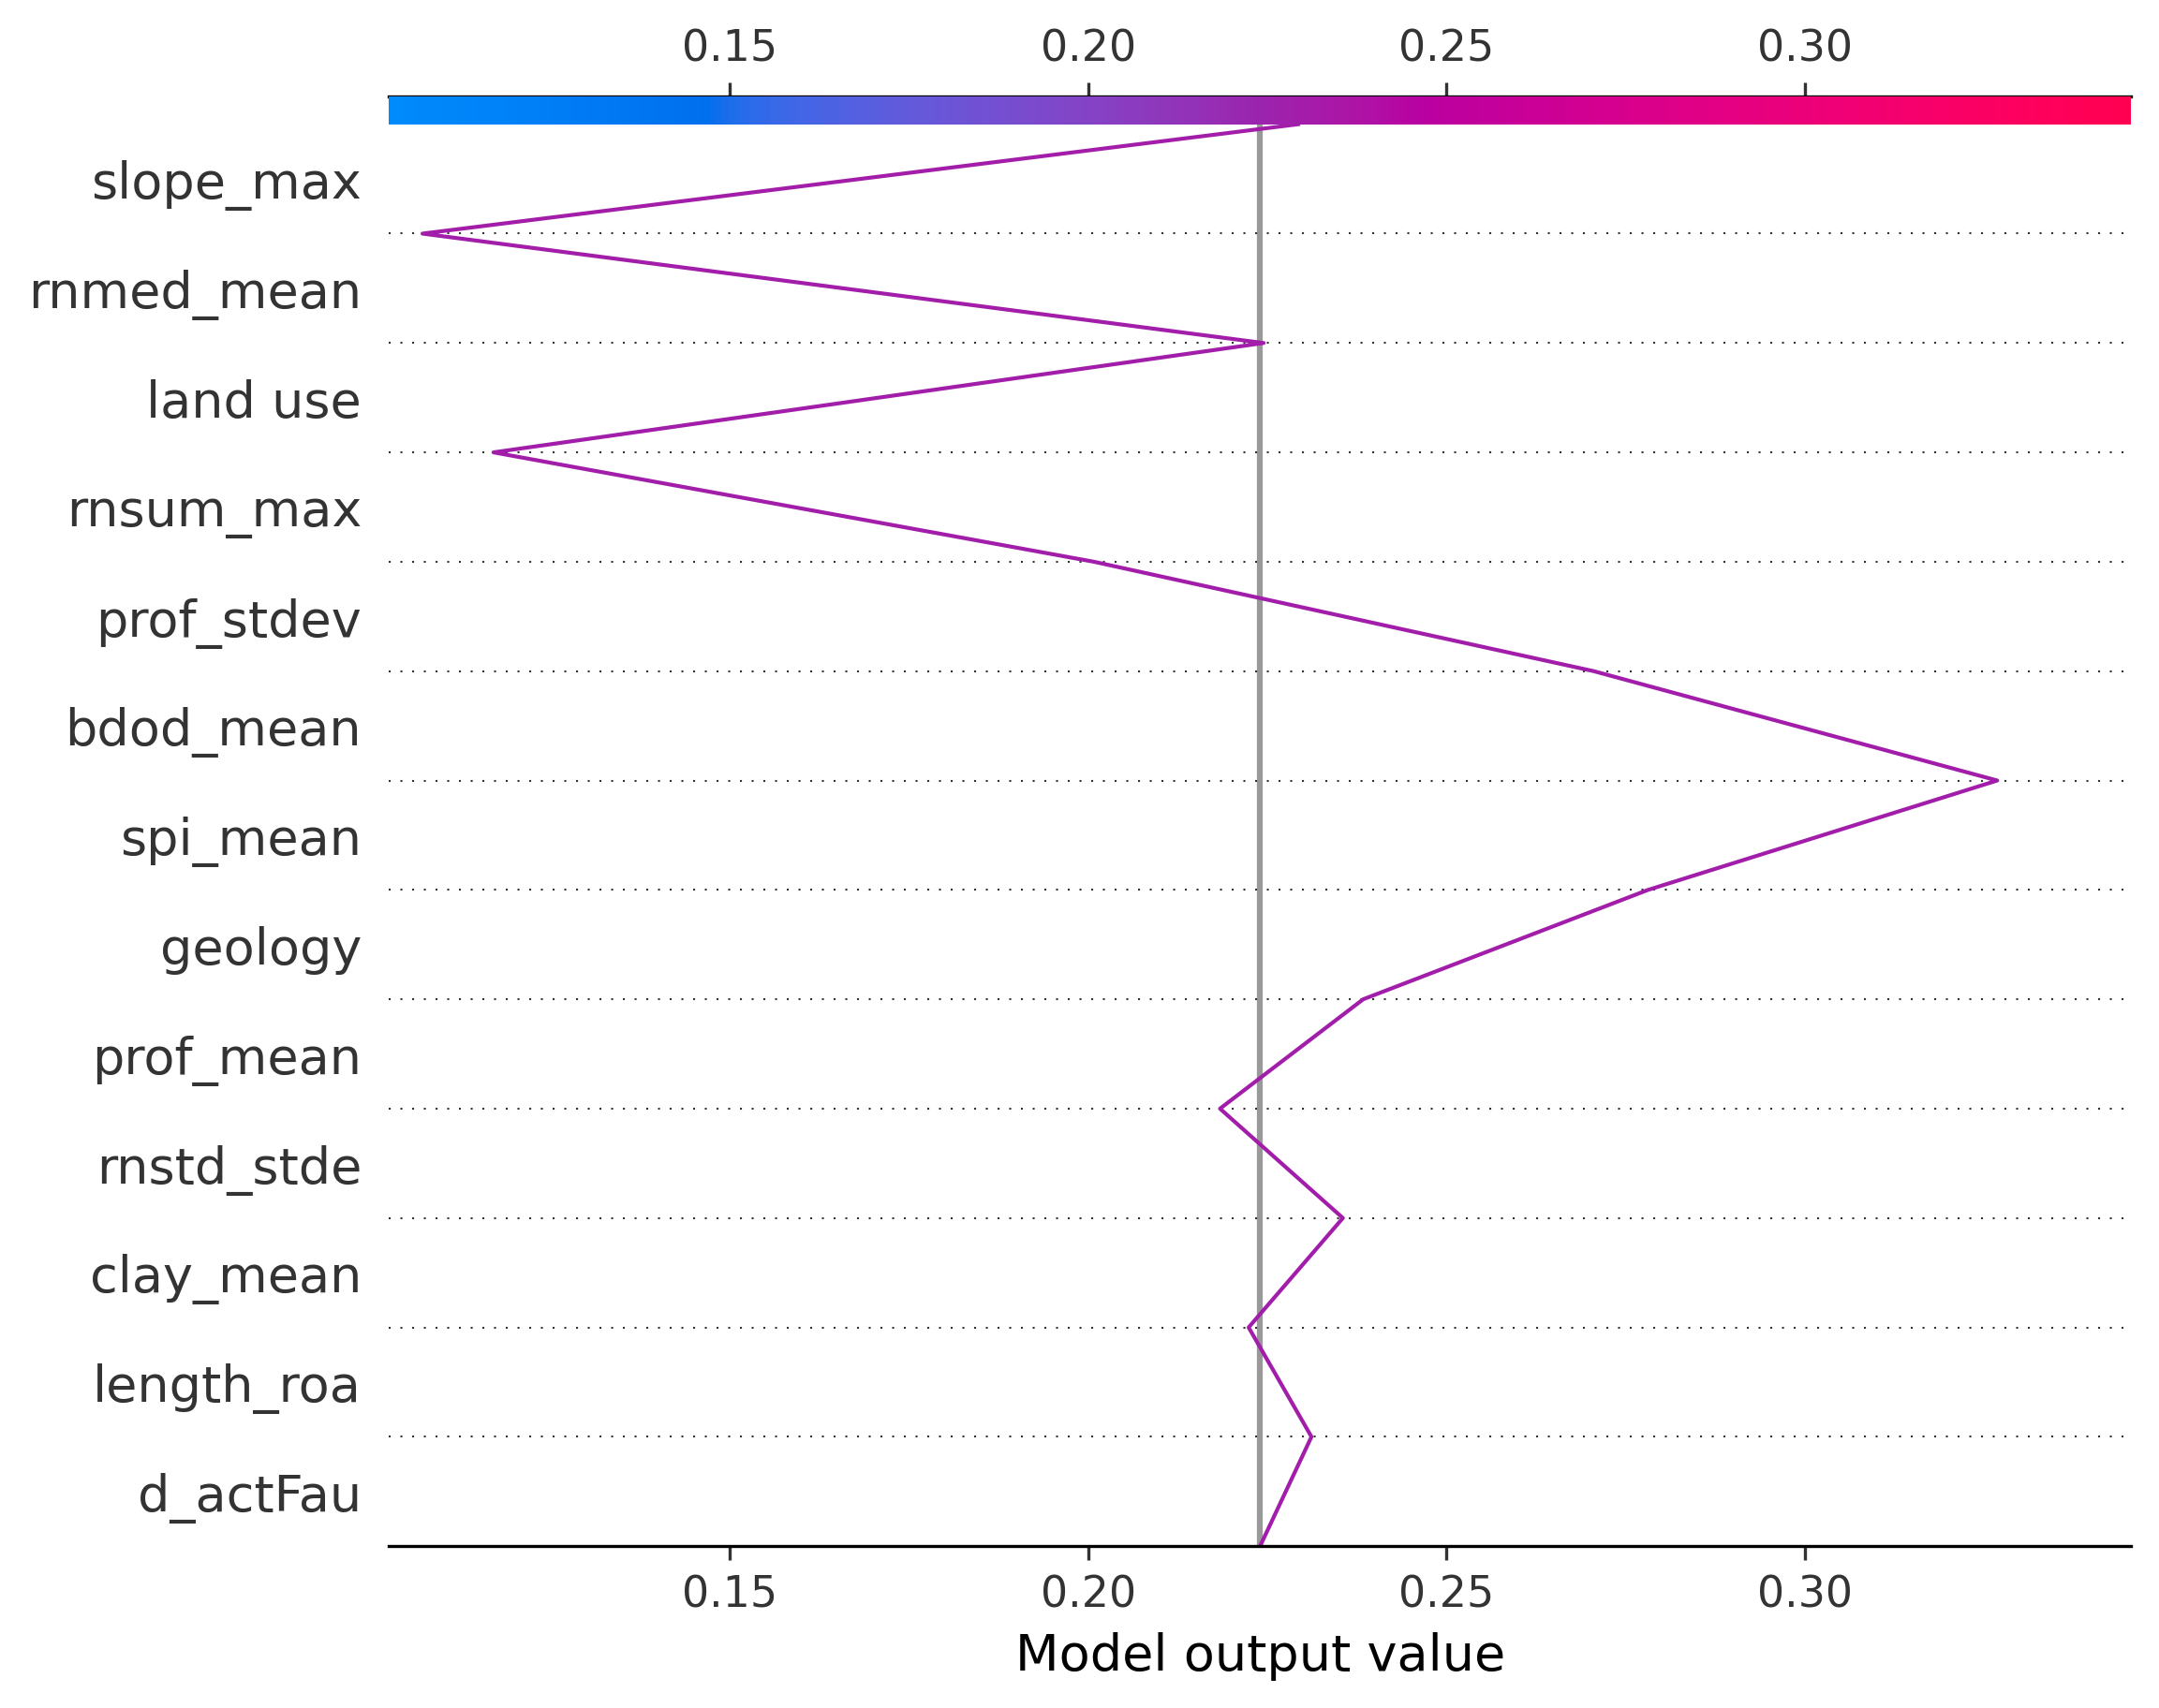 0.15 0.20 0.25 0.30
slope_max
rnmed_mean
land use
rnsum_max
prof_stdev
bdod_mean
spi_mean
geology
prof_mean
rnstd_stde
clay_mean
length_roa
d_actFau
0.15 0.20 0.25 0.30
Model output value